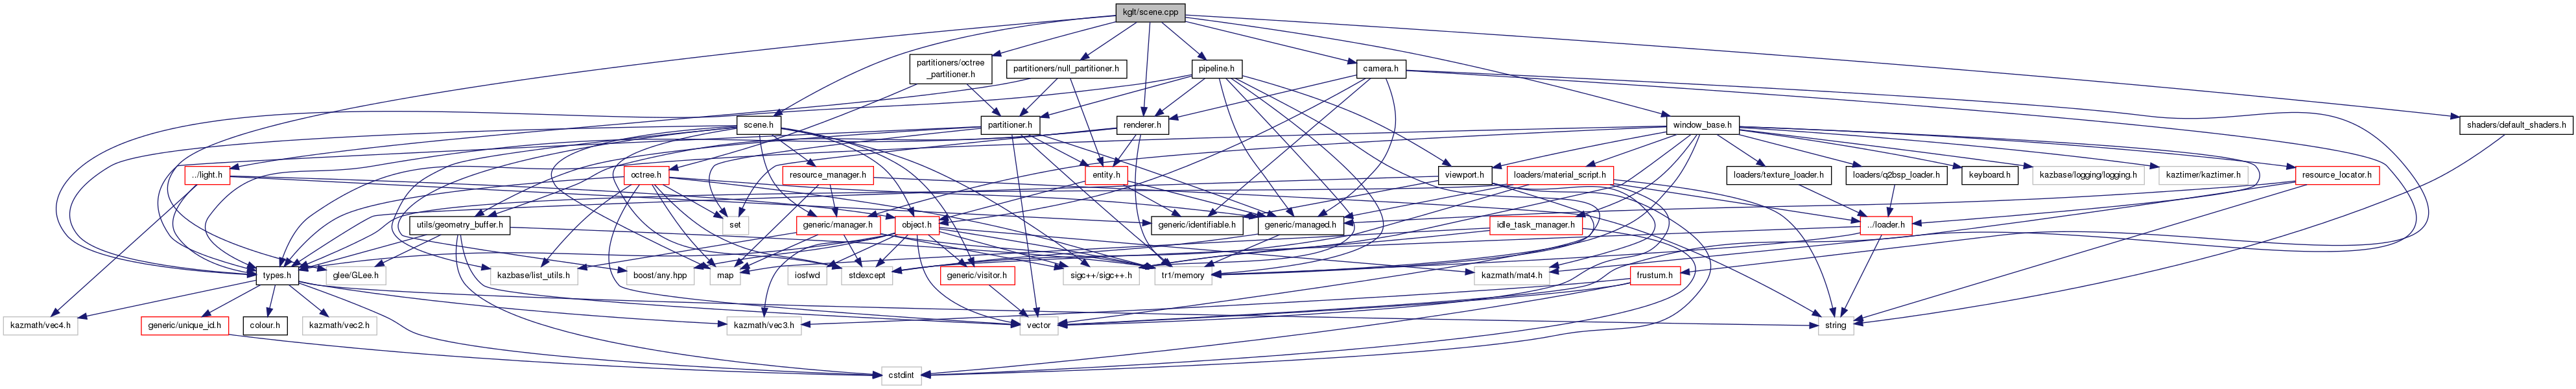 kglt/scene.cpp
partitioners/octree
_partitioner.h
partitioners/null_partitioner.h
pipeline.h
camera.h
scene.h
partitioner.h
renderer.h
window_base.h
shaders/default_shaders.h
../light.h
octree.h
resource_manager.h
entity.h
viewport.h
loaders/material_script.h
loaders/texture_loader.h
loaders/q2bsp_loader.h
keyboard.h
kazbase/logging/logging.h
kaztimer/kaztimer.h
resource_locator.h
utils/geometry_buffer.h
set
generic/manager.h
object.h
generic/identifiable.h
generic/managed.h
idle_task_manager.h
../loader.h
types.h
glee/GLee.h
kazbase/list_utils.h
boost/any.hpp
map
iosfwd
stdexcept
generic/visitor.h
sigc++/sigc++.h
tr1/memory
kazmath/mat4.h
frustum.h
kazmath/vec4.h
generic/unique_id.h
colour.h
kazmath/vec2.h
kazmath/vec3.h
vector
string
cstdint